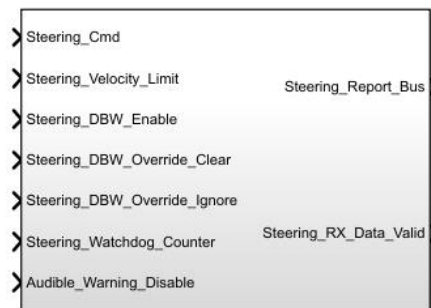 Steering_Cmd
Steering_Velocity_Limit
Steering_Report_Bus
Steering_DBW_Enable
Steering_DBW_Override_Clear
Steering_DBW_Override_Ignore
Steering_Watchdog_Counter
Steering_RX_Data_Valid
Audible_Warning_Disable